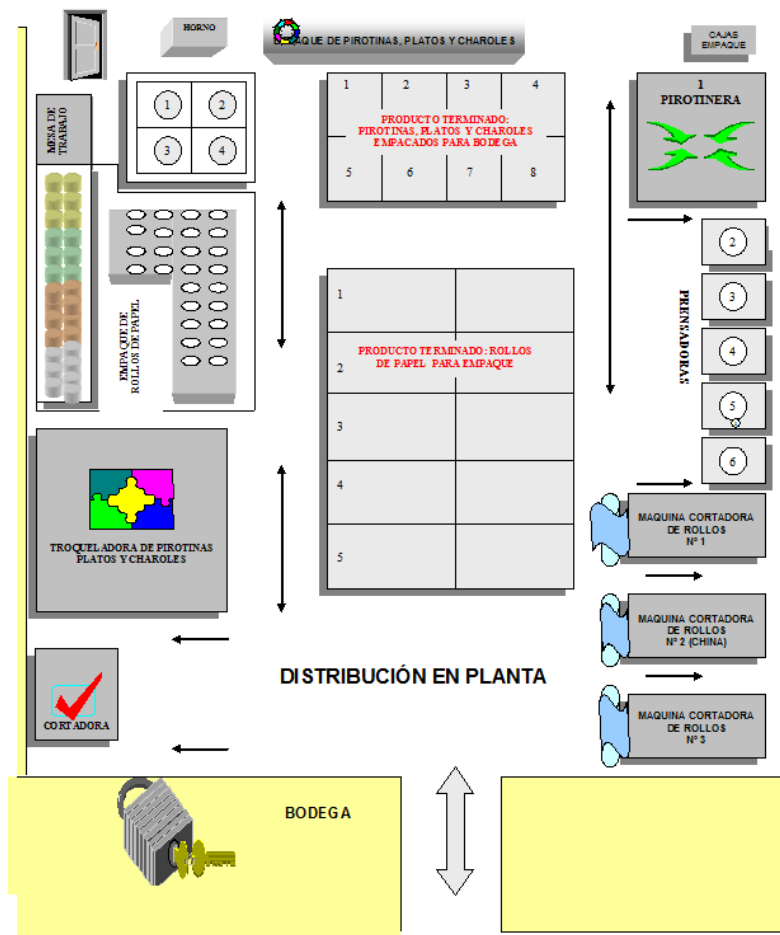 HORNO
AQUE DE PIROTINAS, PLATOS Y CHAROLES
CAJAS
EMPAQUE
MESA DE
TRABAJO
1
2
3
4
1
2
3
4
PRODUCTO TERMINADO:
PIROTINAS, PLATOS Y CHAROLES
EMPACADOS PARA BODEGA
5
6
7
8
1
PIROTINERA
2
3
4
5
6
PRENSADORAS
EMPAQUE DE
ROLLOS DE PAPEL
1
PRODUCTO TERMINADO: ROLLOS
DE PAPEL PARA EMPAQUE
2
3
4
5
TROQUELADORA DE PIROTINAS
PLATOS Y CHAROLES
MAQUINA CORTADORA
DE ROLLOS
Nº 1
MAQUINA CORTADORA
DE ROLLOS
Nº 2 (CHINA)
MAQUINA CORTADORA
DE ROLLOS
Nº 3
DISTRIBUCIÓN EN PLANTA
CORTADORA
BODEGA